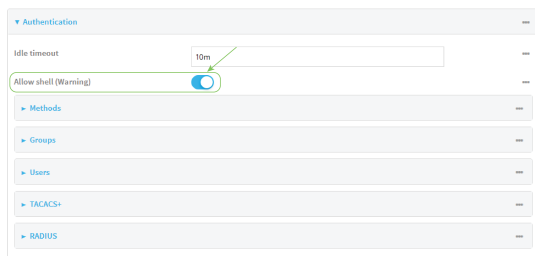 Authentication
Idle timeout
10m
Allow shell (Warning)
Methods
Groups
Users
TACACS+
RADIUS